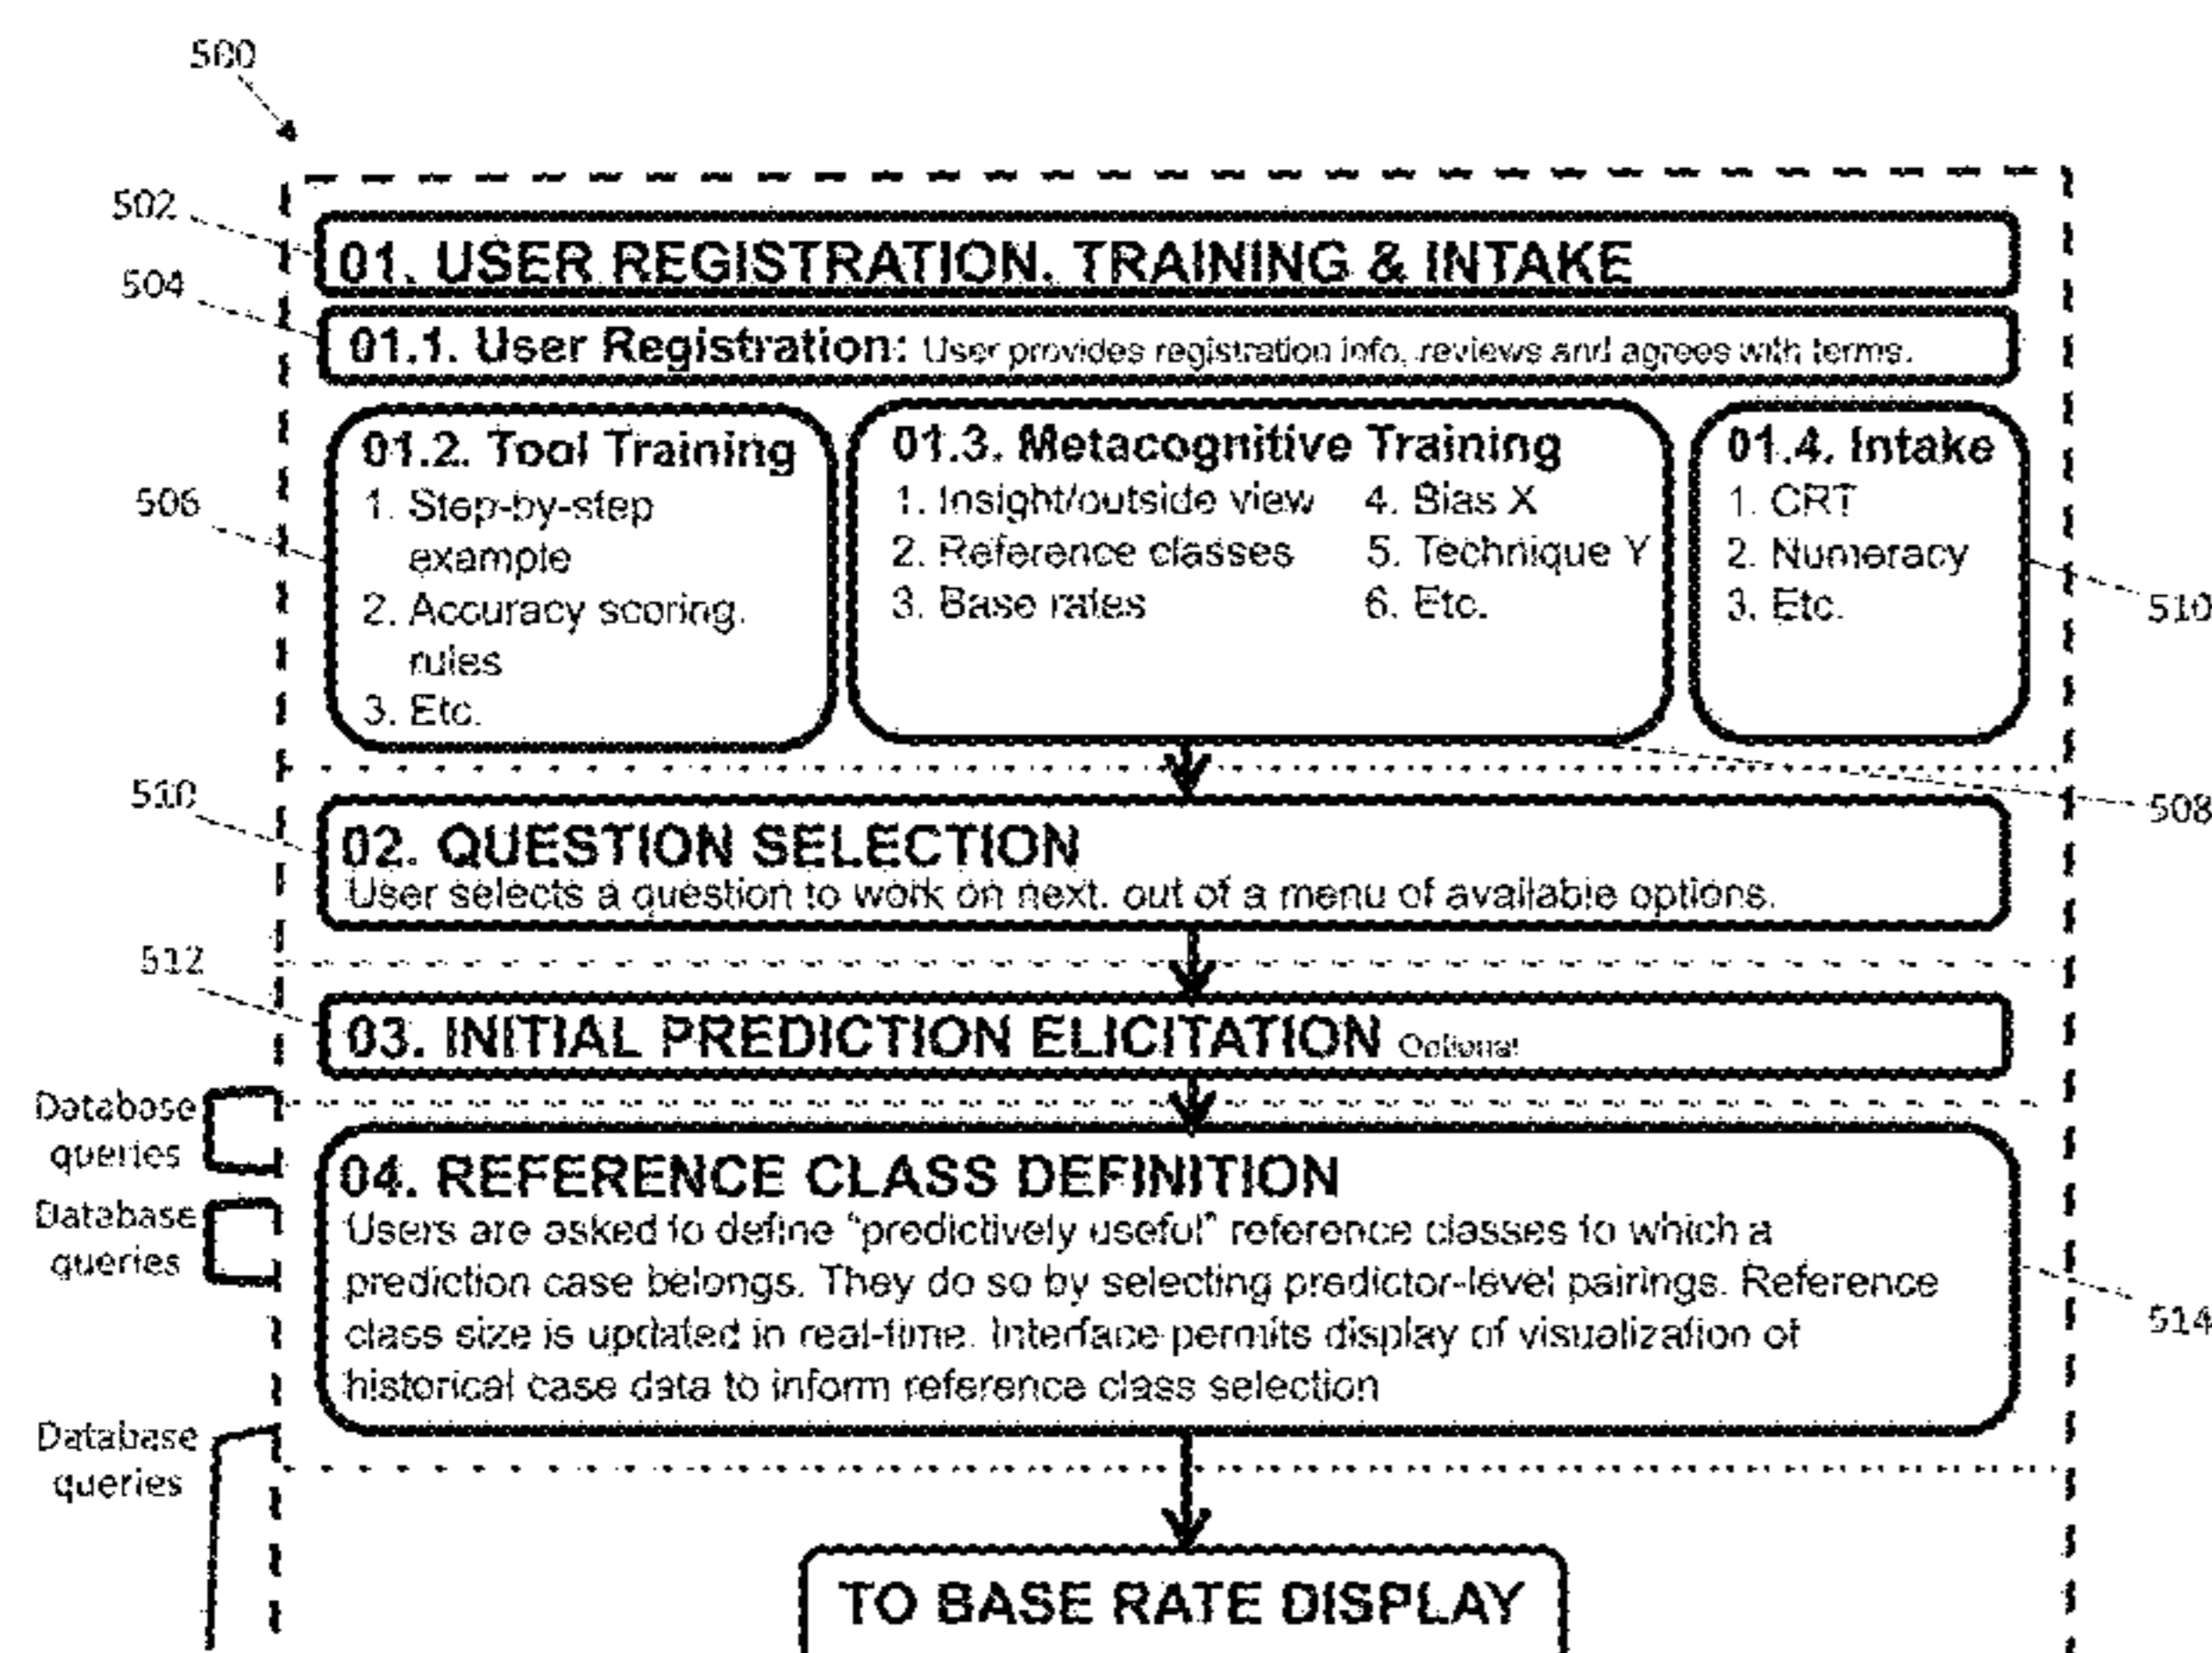 500
502
01. USER REGISTRATION, TRAINING & INTAKE
504
01.1. User Registration: User provides registration info, reviews and agrees with terms.
01.2. Tool Training
1. Step-by-step
example
2. Accuracy scoring,
rules
3. Etc.
506
01.3. Metacognitive Training
1. Insight/outside view
2. Reference classes
3. Base rates
4. Bias X
5. Technique Y
6. Etc.
01.4. Intake
1. CRT
2. Numeracy
3. Etc.
510
508
510
02. QUESTION SELECTION
User selects a question to work on next, out of a menu of available options.
512
03. INITIAL PREDICTION ELICITATION Optional
Database
queries
Database
queries
04. REFERENCE CLASS DEFINITION
Users are asked to define “predictively useful” reference classes to which a
prediction case belongs. They do so by selecting predictor-level pairings. Reference
class size is updated in real-time. Interface permits display of visualization of
historical case data to inform reference class selection
514
Database
queries
TO BASE RATE DISPLAY